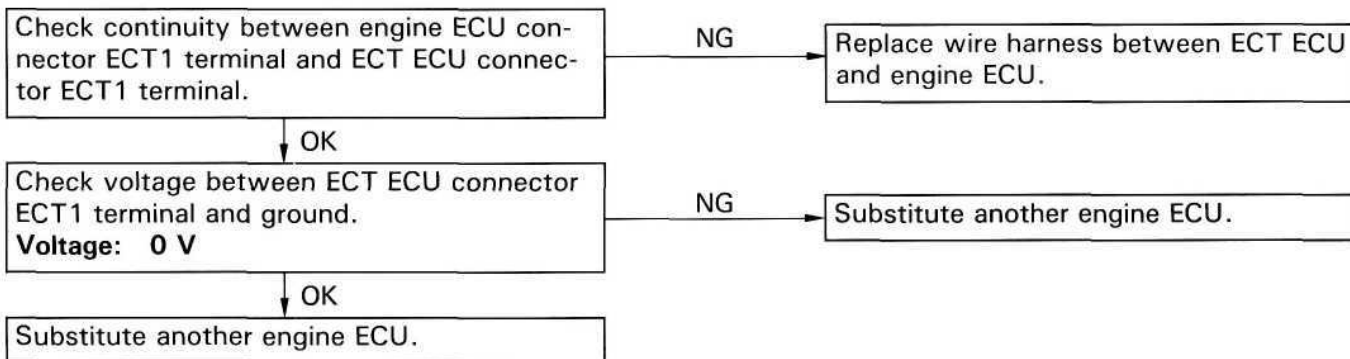 Check continuity between engine ECU con-
nector ECT1 terminal and ECT ECU connec-
tor ECT1 terminal.
NG
Replace wire harness between ECT ECU
and engine ECU.
OK
Check voltage between ECT ECU connector
ECT1 terminal and ground.
Voltage: 0 V
NG
Substitute another engine ECU.
OK
Substitute another engine ECU.